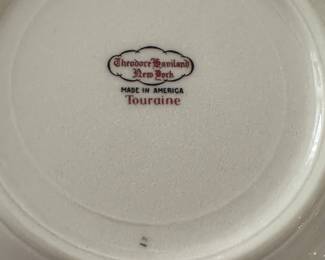 Theodore Haviland
New York
MADE IN AMERICA
Touraine